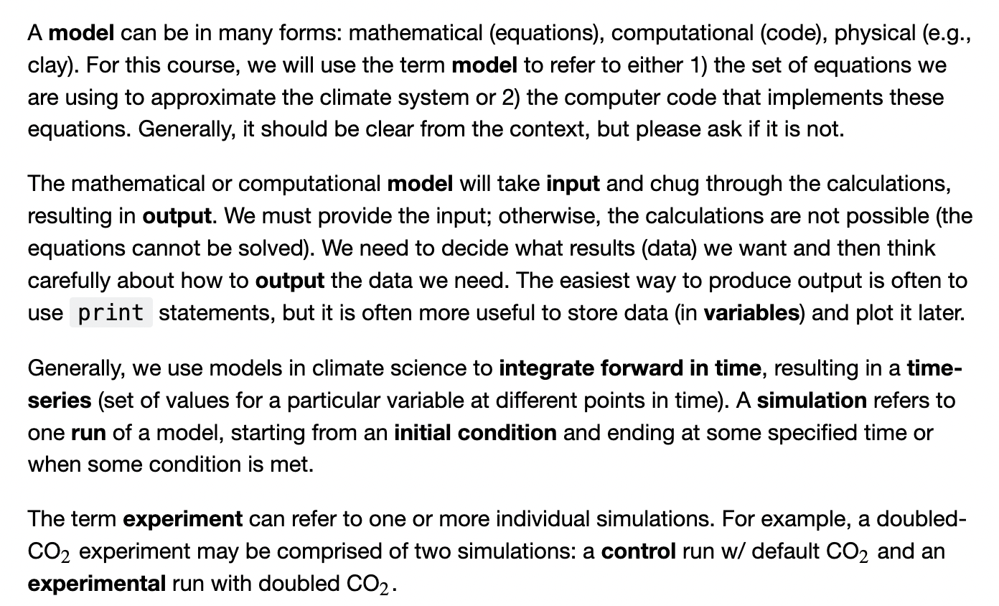 A model can be in many forms: mathematical (equations), computational (code), physical (e.g.,
clay). For this course, we will use the term model to refer to either 1) the set of equations we
are using to approximate the climate system or 2) the computer code that implements these
equations. Generally, it should be clear from the context, but please ask if it is not.
The mathematical or computational model will take input and chug through the calculations,
resulting in output. We must provide the input; otherwise, the calculations are not possible (the
equations cannot be solved). We need to decide what results (data) we want and then think
carefully about how to output the data we need. The easiest way to produce output is often to
use print statements, but it is often more useful to store data (in variables) and plot it later.
Generally, we use models in climate science to integrate forward in time, resulting in a time-
series (set of values for a particular variable at different points in time). A simulation refers to
one run of a model, starting from an initial condition and ending at some specified time or
when some condition is met.
The term experiment can refer to one or more individual simulations. For example, a doubled-
CO₂ experiment may be comprised of two simulations: a control run w/ default CO₂ and an
experimental run with doubled CO₂.